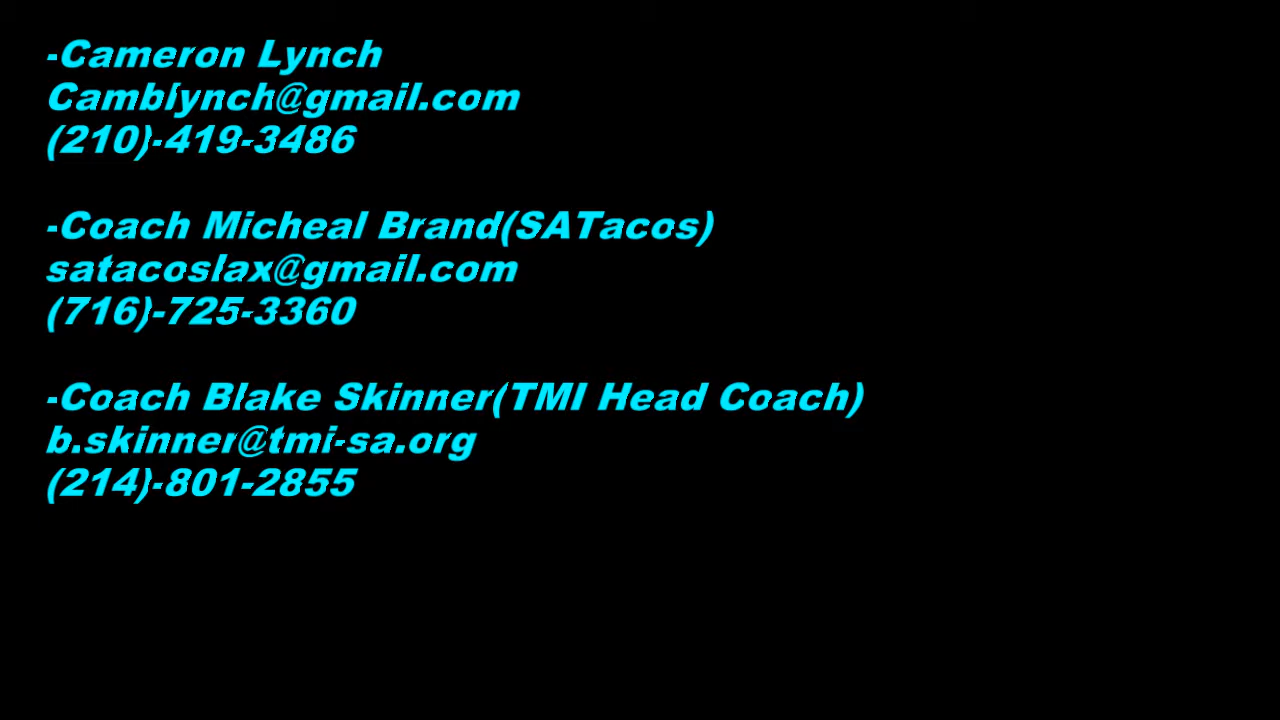 -Cameron Lynch
Camblynch@gmail.com
(210)-419-3486
-Coach Micheal Brand(SATacos)
satacoslax@gmail.com
(716)-725-3360
-Coach Blake Skinner(TMI Head Coach)
b.skinner@tmi-sa.org
(214)-801-2855